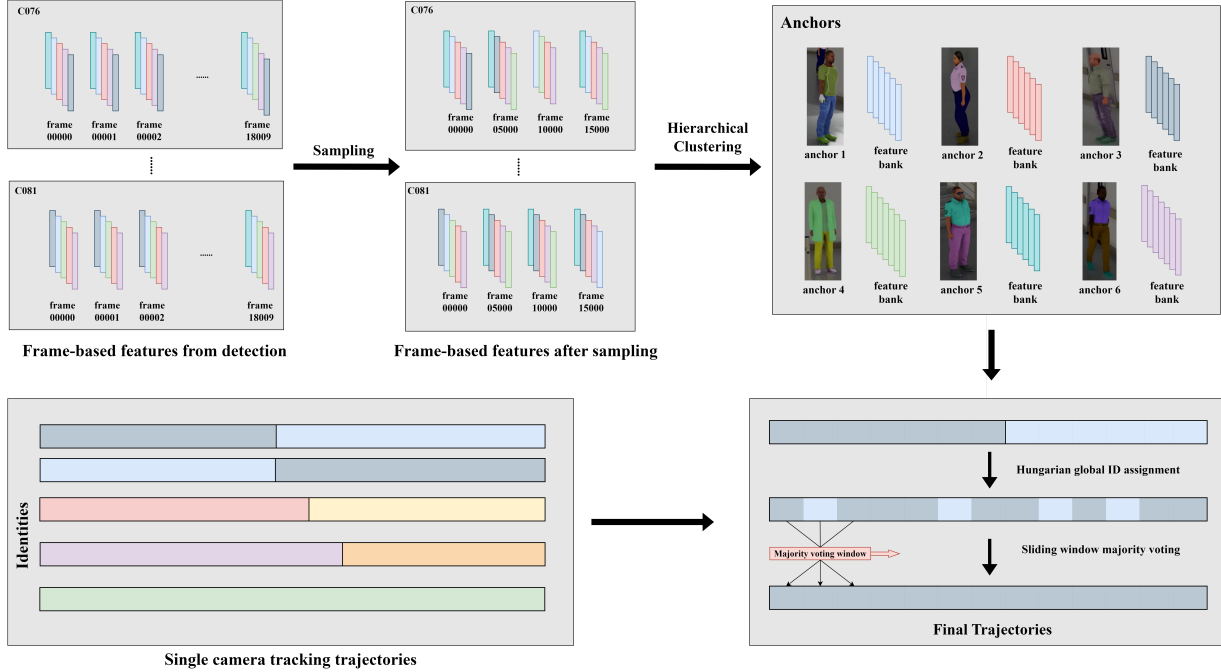 C076
......
frame
00000
frame
00001
frame
00002
frame
18009
C081
......
frame
00000
frame
00001
frame
00002
frame
18009
Frame-based features from detection
Sampling
C076
frame
00000
frame
05000
frame
10000
frame
15000
C081
frame
00000
frame
05000
frame
10000
frame
15000
Frame-based features after sampling
Hierarchical
Clustering
Anchors
anchor 1
feature
bank
anchor 2
feature
bank
anchor 3
feature
bank
anchor 4
feature
bank
anchor 5
feature
bank
anchor 6
feature
bank
Identities
Single camera tracking trajectories
Hungarian global ID assignment
Majority voting window
Sliding window majority voting
Final Trajectories